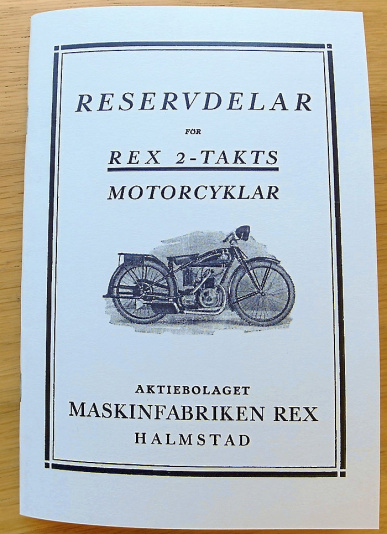 RESERVDELAR
FÖR
REX 2-TAKTS
MOTORCYKLAR
AKTIEBOLAGET
MASKINFABRIKEN REX
HALMSTAD